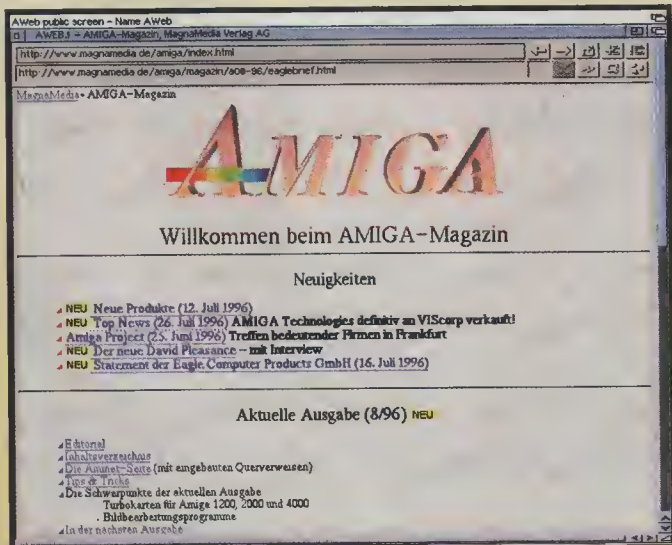 AWeb public screen - Name AWeb
AWEB.1 - AMIGA-Magazin, MagnaMedia Verlag AG
http://www.magnamedia.de/amiga/index.html
http://www.magnamedia.de/amiga/magazin/a08-96/eaglebrief.html
MagnaMedia • AMIGA-Magazin
AMIGA
Willkommen beim AMIGA-Magazin
Neuigkeiten
NEU Neue Produkte (12. Juli 1996)
NEU Top News (26. Juli 1996) AMIGA Technologies definitiv an VIScorp verkauft!
Amiga Project (25. Juni 1996) Treffen bedeutender Firmen in Frankfurt
NEU Der neue David Pleasance - mit Interview
NEU Statement der Eagle Computer Products GmbH (16. Juli 1996)
Aktuelle Ausgabe (8/96) NEU
Editorial
Inhaltsverzeichnis
Die Aminet-Seite (mit eingebauten Querverweisen)
Tips & Tricks
Die Schwerpunkte der aktuellen Ausgabe
Turbokarten für Amiga 1200, 2000 und 4000
Bildbearbeitungsprogramme
In der nächsten Ausgabe